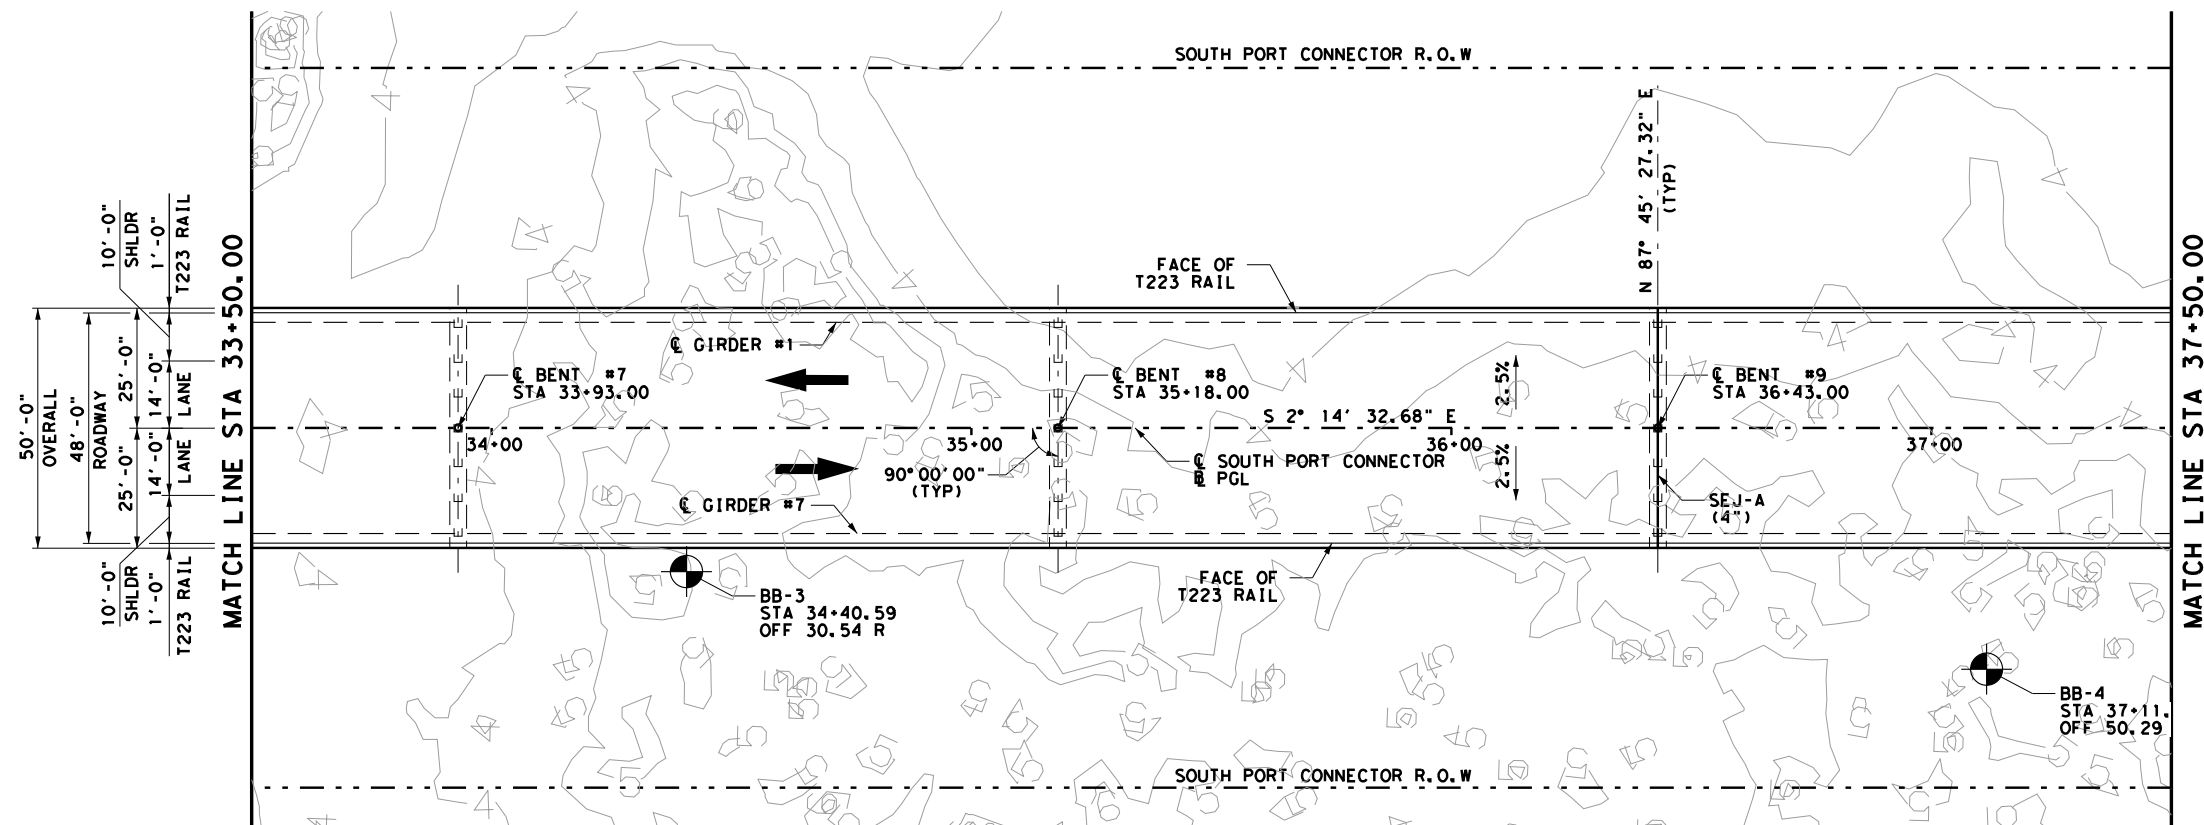 SOUTH PORT CONNECTOR R.O.W
N 87° 45' 27.32" E
(TYP)
10'-0"
SHLDR
1'-0"
T223 RAIL
50'-0"
OVERALL
48'-0"
ROADWAY
25'-0"
25'-0"
14'-0"
LANE
14'-0"
LANE
10'-0"
SHLDR
1'-0"
T223 RAIL
MATCH LINE STA 33+50.00
FACE OF
T223 RAIL
℄ GIRDER #1
℄ BENT #7
STA 33+93.00
℄ BENT #8
STA 35+18.00
2.5%
℄ BENT #9
STA 36+43.00
S 2° 14' 32.68" E
34+00
35+00
36+00
37+00
90°00'00"
(TYP)
℄ SOUTH PORT CONNECTOR
& PGL
2.5%
SEJ-A
(4")
℄ GIRDER #7
FACE OF
T223 RAIL
BB-3
STA 34+40.59
OFF 30.54 R
BB-4
STA 37+11.
OFF 50.29
SOUTH PORT CONNECTOR R.O.W
MATCH LINE STA 37+50.00